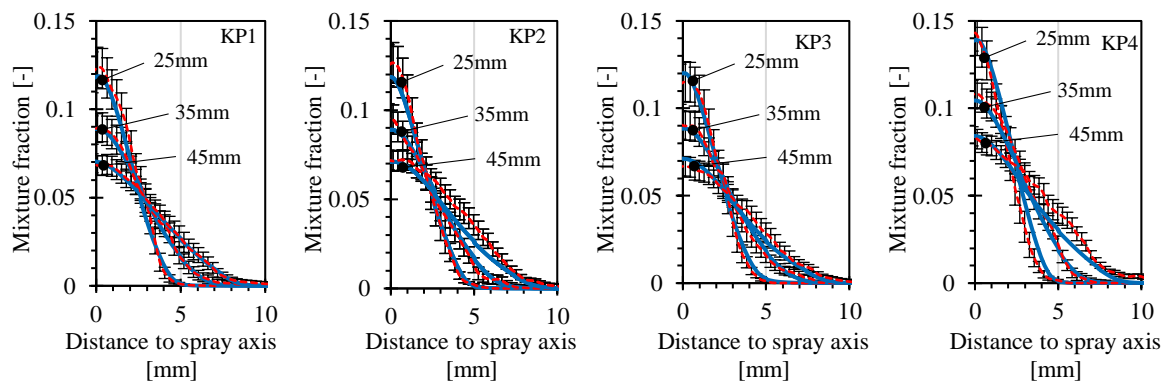 Mixture fraction [-]
0.15
0.1
0.05
0
KP1
25mm
35mm
45mm
0
5
10
Distance to spray axis
[mm]
Mixture fraction [-]
0.15
0.1
0.05
0
KP2
25mm
35mm
45mm
0
5
10
Distance to spray axis
[mm]
Mixture fraction [-]
0.15
0.1
0.05
0
KP3
25mm
35mm
45mm
0
5
10
Distance to spray axis
[mm]
Mixture fraction [-]
0.15
0.1
0.05
0
KP4
25mm
35mm
45mm
0
5
10
Distance to spray axis
[mm]